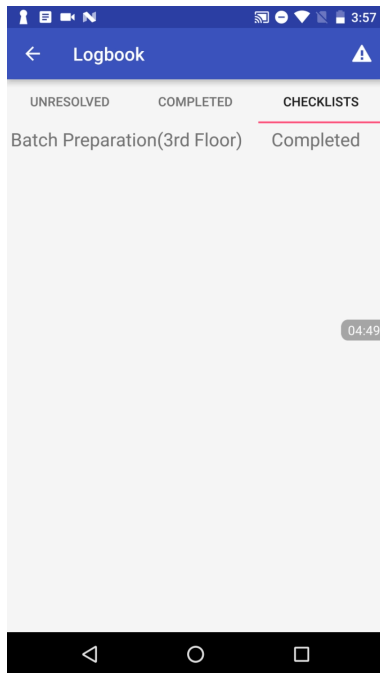 3:57
Logbook
UNRESOLVED COMPLETED CHECKLISTS
Batch Preparation(3rd Floor) Completed
04:49